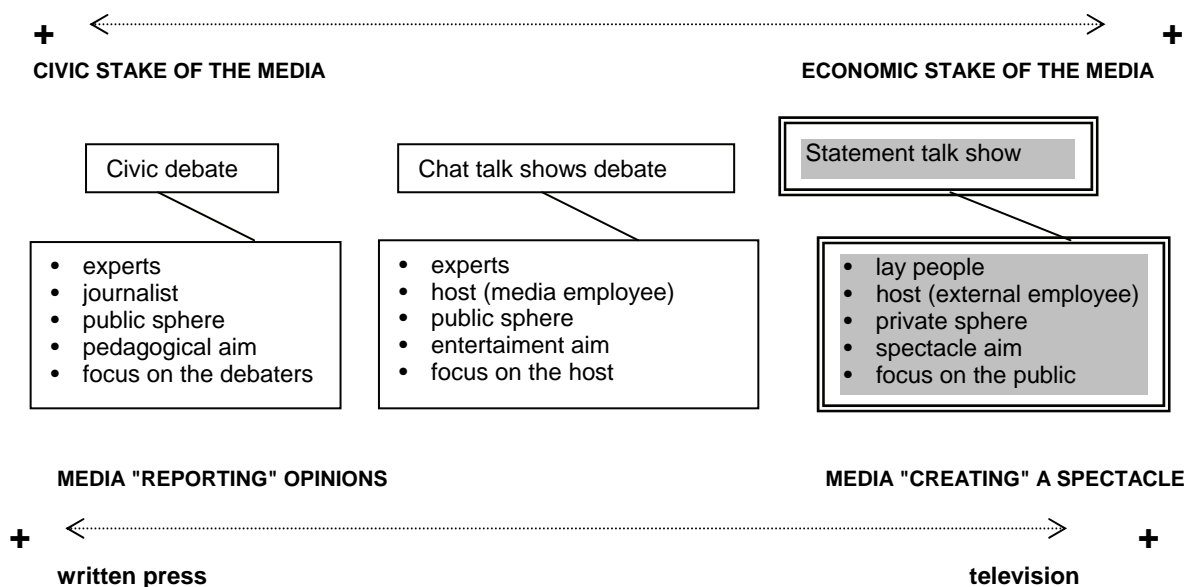 + +
CIVIC STAKE OF THE MEDIA
ECONOMIC STAKE OF THE MEDIA
Civic debate
Chat talk shows debate
Statement talk show
• experts
• journalist
• public sphere
• pedagogical aim
• focus on the debaters
• experts
• host (media employee)
• public sphere
• entertaiment aim
• focus on the host
• lay people
• host (external employee)
• private sphere
• spectacle aim
• focus on the public
MEDIA "REPORTING" OPINIONS
MEDIA "CREATING" A SPECTACLE
+ +
written press
television